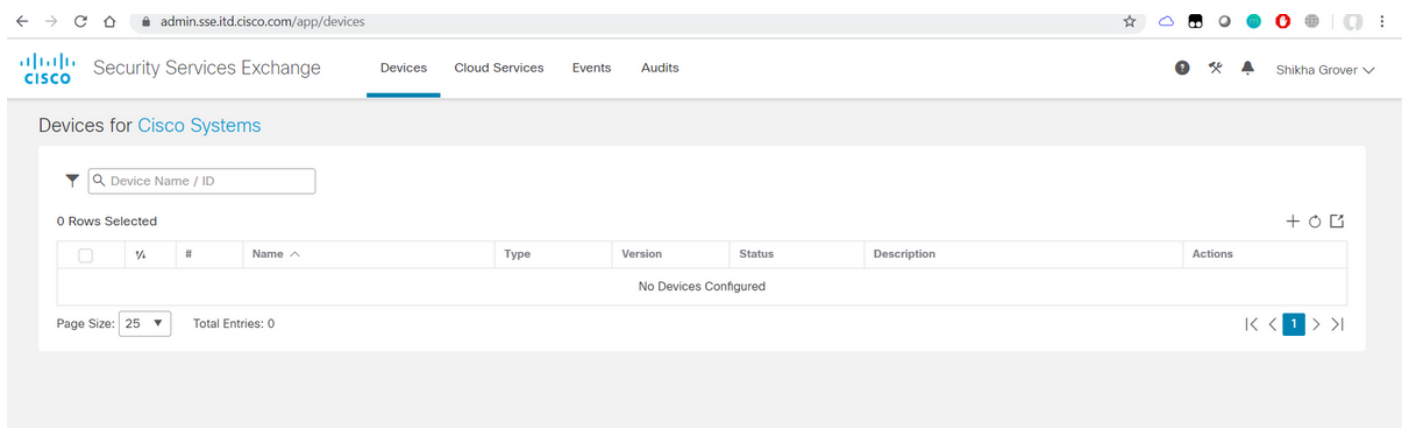 admin.sse.itd.cisco.com/app/devices
CISCO Security Services Exchange Devices Cloud Services Events Audits Shikha Grover
Devices for Cisco Systems
Device Name / ID
0 Rows Selected
% # Name Type Version Status Description Actions
No Devices Configured
Page Size: 25 Total Entries: 0 1